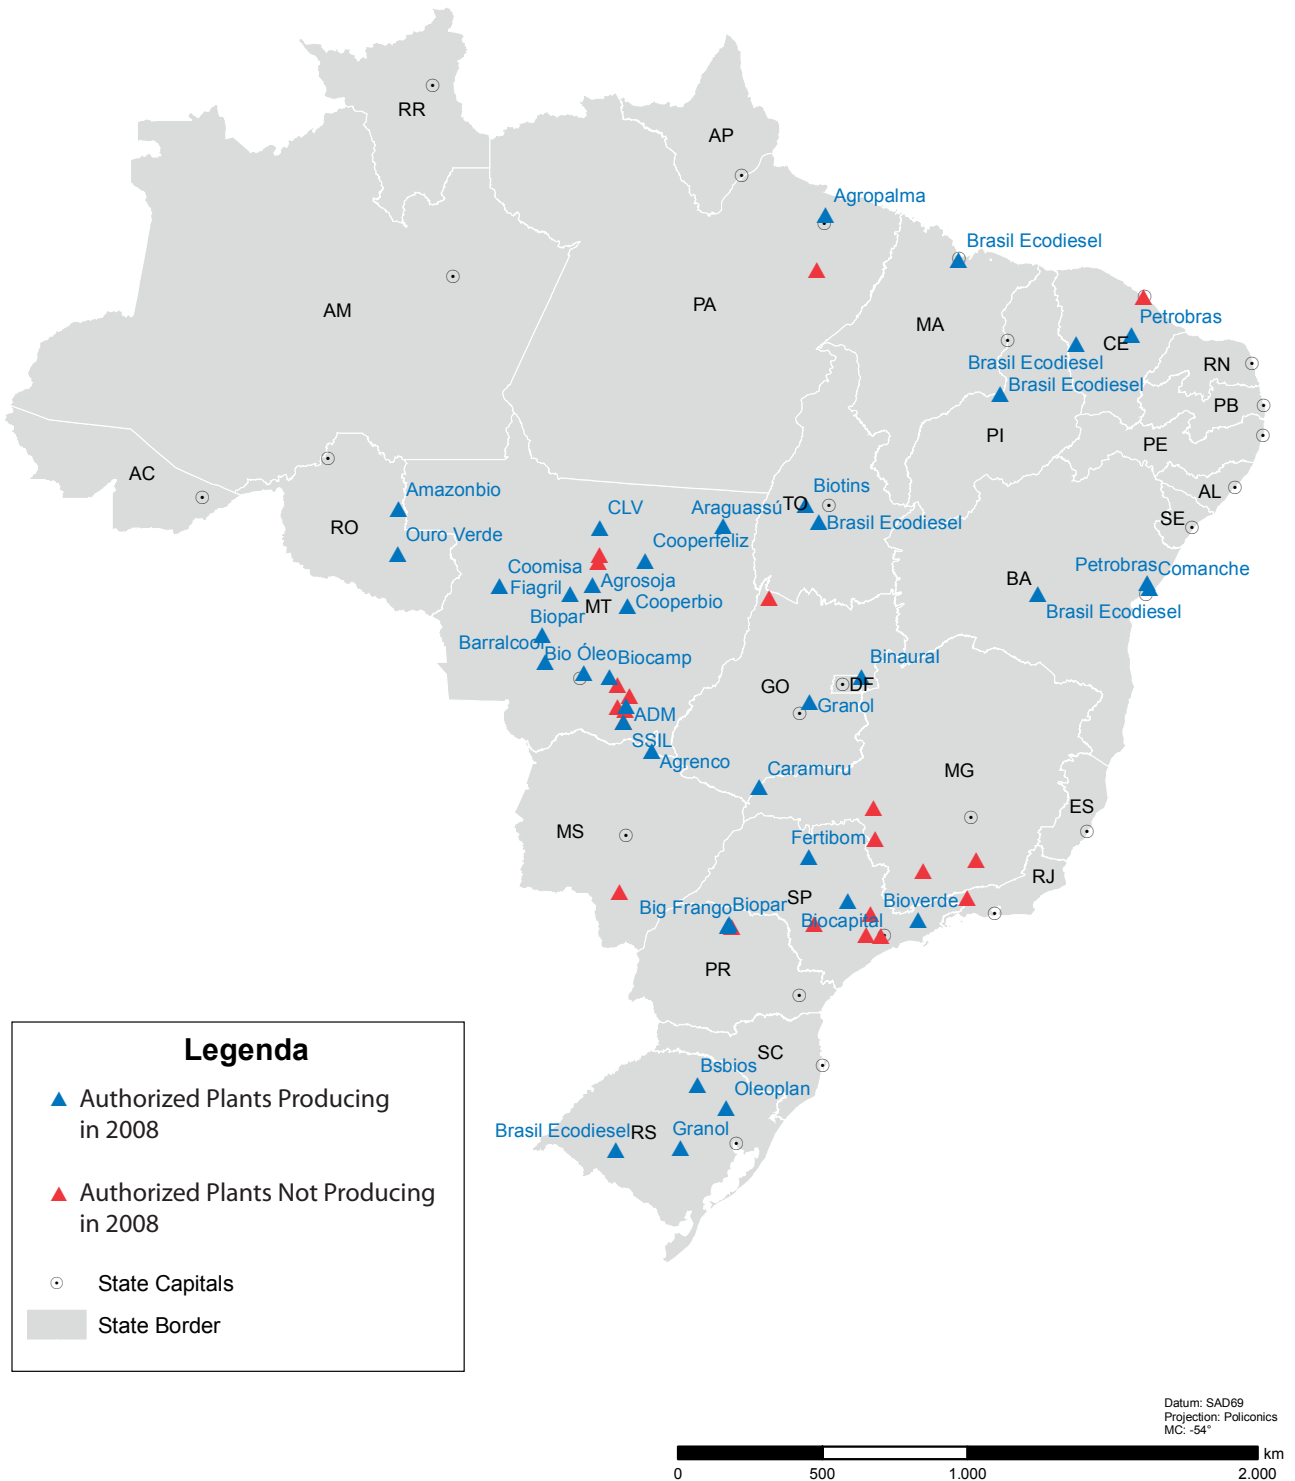 RR
AP
Agropalma
Brasil Ecodiesel
AM
PA
MA
Petrobras
CE
Brasil Ecodiesel
RN
Brasil Ecodiesel
PB
PI
PE
AC
AL
SE
Amazonbio
RO
Ouro Verde
CLV
Araguassú
TO
Biotins
Brasil Ecodiesel
Cooperfeliz
Coomisa
Fiagril
Agrosoja
MT
Cooperbio
Petrobras
Comanche
BA
Brasil Ecodiesel
Biopar
Barralcool
Bio Óleo
Biocamp
Binaural
GO
DF
Granol
ADM
SSIL
Agrenco
Caramuru
MG
ES
MS
Fertibom
RJ
SP
Big Frango
Biopar
Bioverde
Biocapital
PR
SC
Bsbios
Oleoplan
Brasil Ecodiesel
RS
Granol
Legenda
Authorized Plants Producing
in 2008
Authorized Plants Not Producing
in 2008
State Capitals
State Border
Datum: SAD69
Projection: Policonics
MC: -54°
km
0 500 1.000 2.000